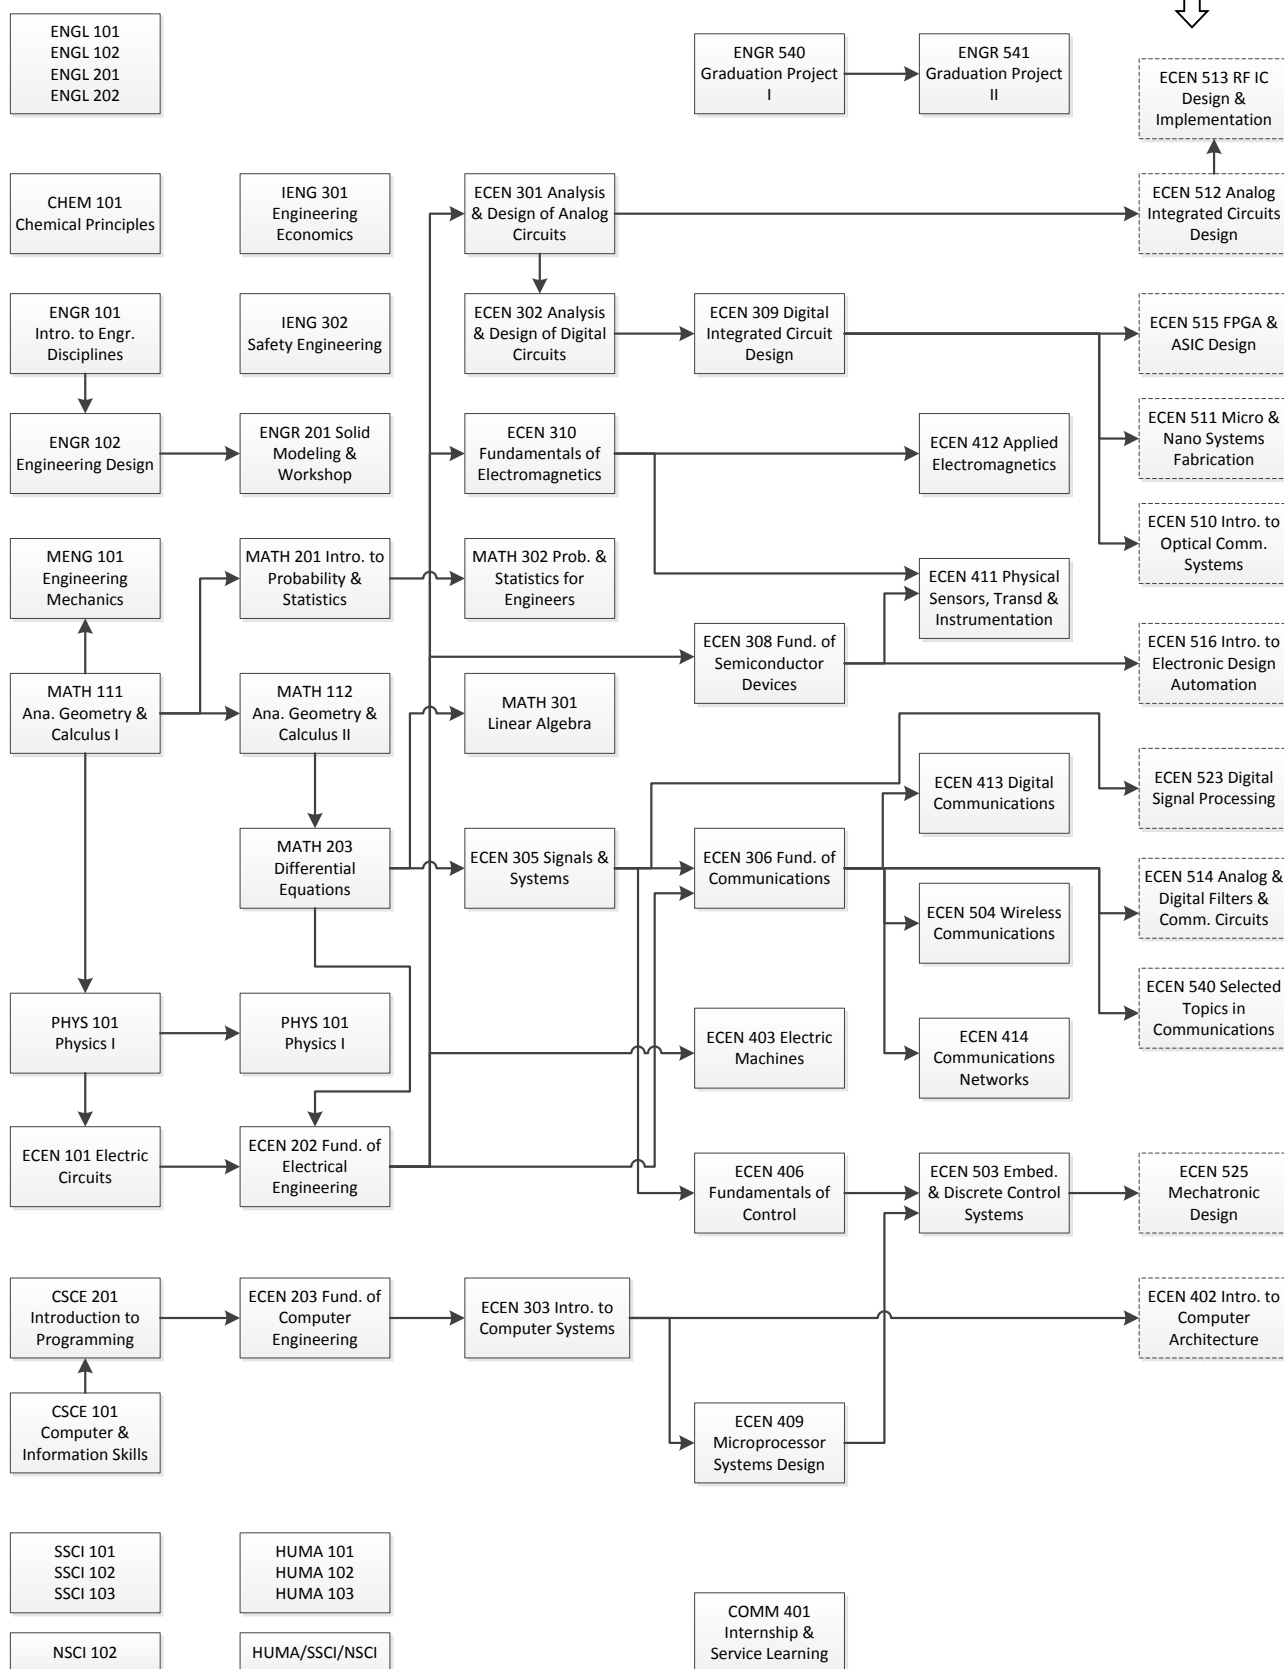 ENGL 101
ENGL 102
ENGL 201
ENGL 202
ENGR 540
Graduation Project
I
ENGR 541
Graduation Project
II
ECEN 513 RF IC
Design &
Implementation
CHEM 101
Chemical Principles
IENG 301
Engineering
Economics
ECEN 301 Analysis
& Design of Analog
Circuits
ECEN 512 Analog
Integrated Circuits
Design
ENGR 101
Intro. to Engr.
Disciplines
IENG 302
Safety Engineering
ECEN 302 Analysis
& Design of Digital
Circuits
ECEN 309 Digital
Integrated Circuit
Design
ECEN 515 FPGA &
ASIC Design
ENGR 102
Engineering Design
ENGR 201 Solid
Modeling &
Workshop
ECEN 310
Fundamentals of
Electromagnetics
ECEN 412 Applied
Electromagnetics
ECEN 511 Micro &
Nano Systems
Fabrication
MENG 101
Engineering
Mechanics
MATH 201 Intro. to
Probability &
Statistics
MATH 302 Prob. &
Statistics for
Engineers
ECEN 411 Physical
Sensors, Transd &
Instrumentation
ECEN 510 Intro. to
Optical Comm.
Systems
MATH 111
Ana. Geometry &
Calculus I
MATH 112
Ana. Geometry &
Calculus II
MATH 301
Linear Algebra
ECEN 308 Fund. of
Semiconductor
Devices
ECEN 516 Intro. to
Electronic Design
Automation
ECEN 413 Digital
Communications
ECEN 523 Digital
Signal Processing
MATH 203
Differential
Equations
ECEN 305 Signals &
Systems
ECEN 306 Fund. of
Communications
ECEN 504 Wireless
Communications
ECEN 514 Analog &
Digital Filters &
Comm. Circuits
PHYS 101
Physics I
PHYS 101
Physics I
ECEN 403 Electric
Machines
ECEN 414
Communications
Networks
ECEN 540 Selected
Topics in
Communications
ECEN 101 Electric
Circuits
ECEN 202 Fund. of
Electrical
Engineering
ECEN 406
Fundamentals of
Control
ECEN 503 Embed.
& Discrete Control
Systems
ECEN 525
Mechatronic
Design
CSCE 201
Introduction to
Programming
ECEN 203 Fund. of
Computer
Engineering
ECEN 303 Intro. to
Computer Systems
ECEN 402 Intro. to
Computer
Architecture
CSCE 101
Computer &
Information Skills
ECEN 409
Microprocessor
Systems Design
SSCI 101
SSCI 102
SSCI 103
HUMA 101
HUMA 102
HUMA 103
COMM 401
Internship &
Service Learning
NSCI 102
HUMA/SSCI/NSCI